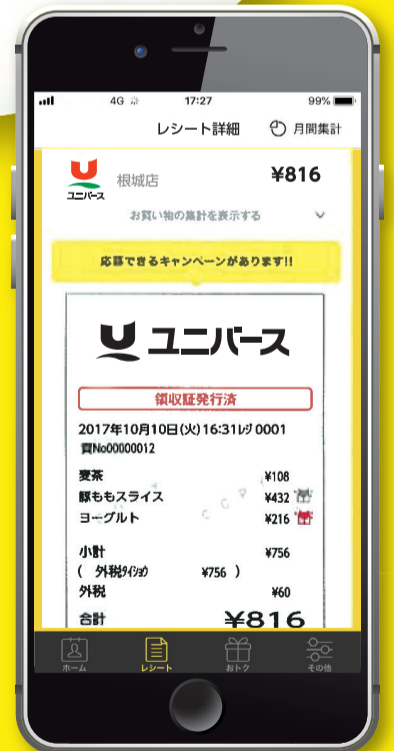 4G 17:27 99%
レシート詳細 月間集計
ユニバース 根城店 ¥816
お買い物の集計を表示する
応募できるキャンペーンがあります!!
ユニバース
領収証発行済
2017年10月10日(火)16:31レジ0001
責No00000012
麦茶 ¥108
豚ももスライス ¥432
ヨーグルト ¥216
小計 ¥756
( 外税タイショウ ¥756 )
外税 ¥60
合計 ¥816
ホーム レシート おトク その他